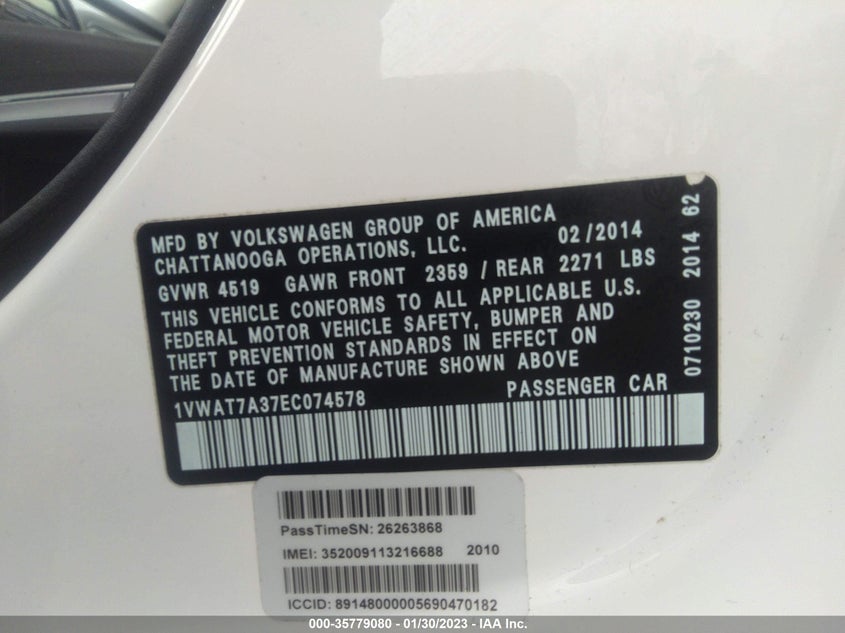 MFD BY VOLKSWAGEN GROUP OF AMERICA
CHATTANOOGA OPERATIONS, LLC. 02/2014
GVWR 4519 GAWR FRONT 2359 / REAR 2271 LBS
THIS VEHICLE CONFORMS TO ALL APPLICABLE U.S.
FEDERAL MOTOR VEHICLE SAFETY, BUMPER AND
THEFT PREVENTION STANDARDS IN EFFECT ON
THE DATE OF MANUFACTURE SHOWN ABOVE
1VWAT7A37EC074578 PASSENGER CAR
0710230 2014 62
PassTimeSN: 26263868
IMEI: 352009113216688 2010
ICCID: 89148000005690470182
000-35779080 - 01/30/2023 - IAA Inc.